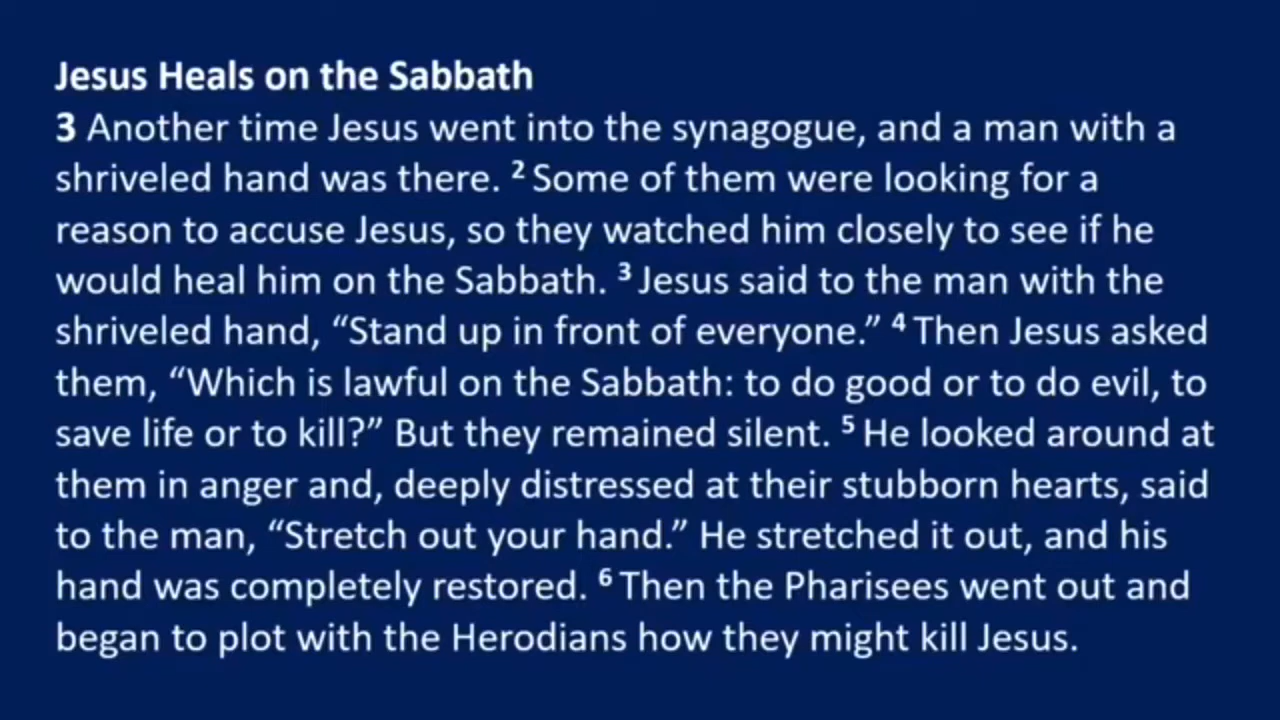 Jesus Heals on the Sabbath
3 Another time Jesus went into the synagogue, and a man with a
shriveled hand was there. ² Some of them were looking for a
reason to accuse Jesus, so they watched him closely to see if he
would heal him on the Sabbath. ³ Jesus said to the man with the
shriveled hand, “Stand up in front of everyone.” ⁴ Then Jesus asked
them, “Which is lawful on the Sabbath: to do good or to do evil, to
save life or to kill?” But they remained silent. ⁵ He looked around at
them in anger and, deeply distressed at their stubborn hearts, said
to the man, “Stretch out your hand.” He stretched it out, and his
hand was completely restored. ⁶ Then the Pharisees went out and
began to plot with the Herodians how they might kill Jesus.